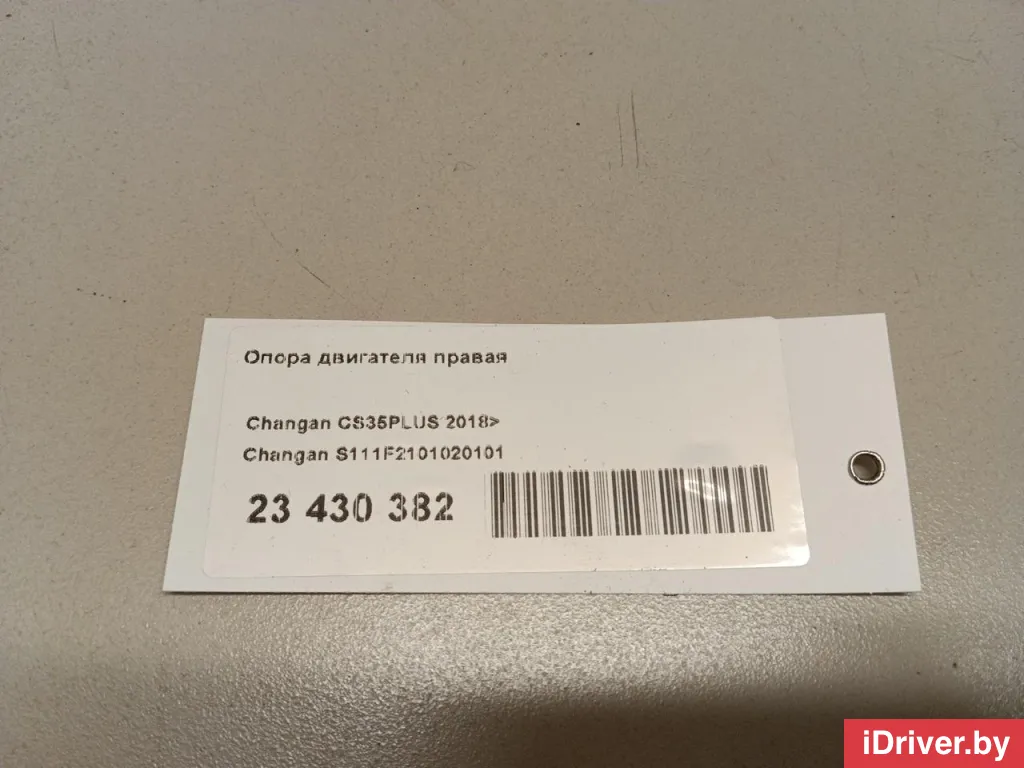 Опора двигателя правая
Changan CS35PLUS 2018>
Changan S111F2101020101
23 430 382
iDriver.by